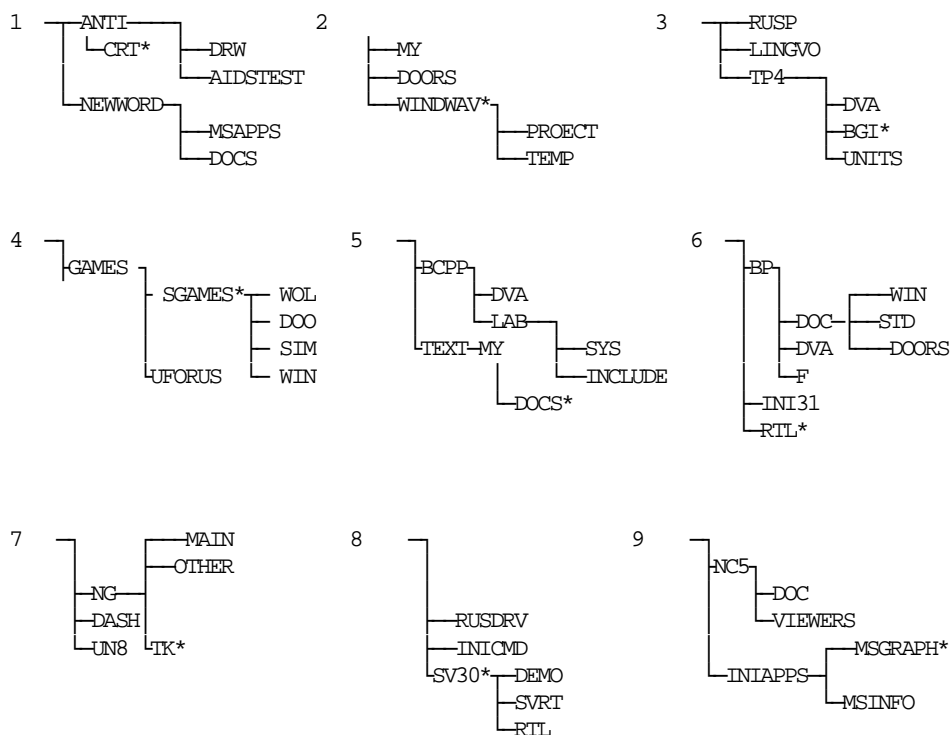 1 ANTI 2 3 RUSP
CRT* DRW MY LINGVO
AIDSTEST DOORS TP4
NEWWORD WINDWAV* DVA
MSAPPS PROECT BGI*
DOCS TEMP UNITS
4 5 6
GAMES BCPP BP
SGAMES* WOL DVA WIN
DOO LAB DOC STD
SIM TEXT MY SYS DVA DOORS
UFORUS WIN INCLUDE F
DOCS* INI31
RTL*
7 MAIN 8 9
OTHER NC5
NG DOC
DASH RUSDRV VIEWERS
UN8 TK* INICMD MSGRAPH*
SV30* DEMO INIAPPS
SVRT MSINFO
RTL